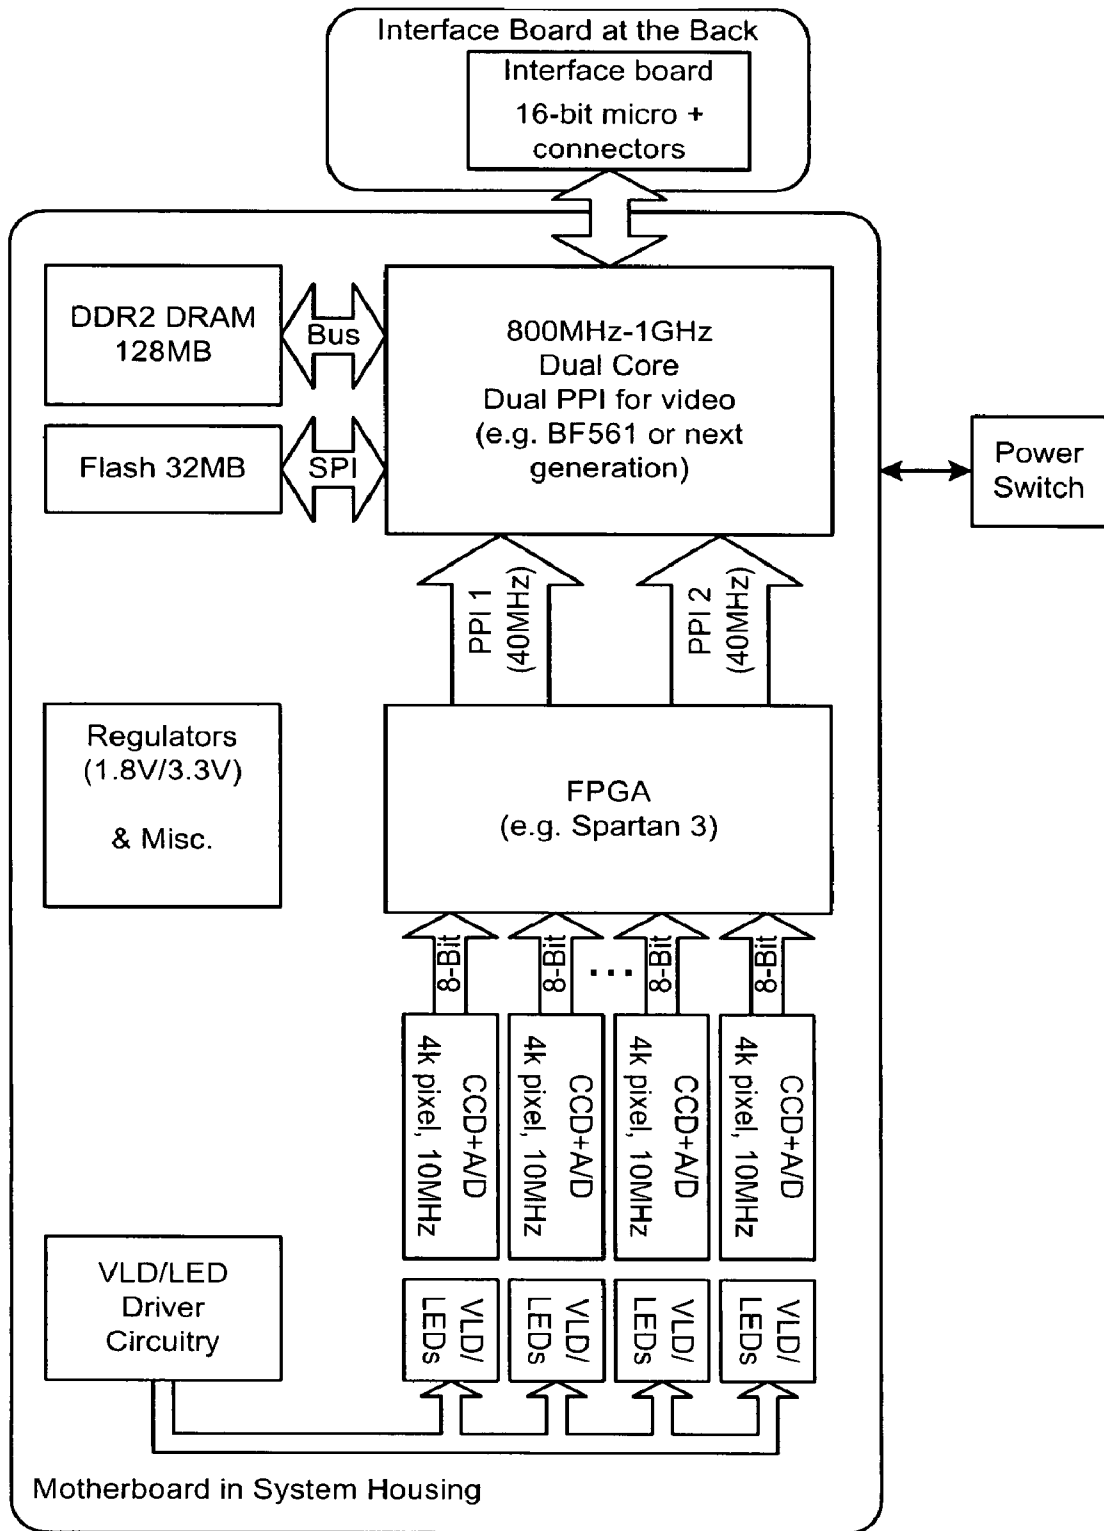 Interface Board at the Back
Interface board
16-bit micro +
connectors
DDR2 DRAM
128MB
Bus
800MHz-1GHz
Dual Core
Dual PPI for video
(e.g. BF561 or next
generation)
Flash 32MB
SPI
Power
Switch
PPI 1
(40MHz)
PPI 2
(40MHz)
Regulators
(1.8V/3.3V)
& Misc.
FPGA
(e.g. Spartan 3)
8-Bit
8-Bit
...
8-Bit
8-Bit
CCD+A/D
4k pixel, 10MHz
CCD+A/D
4k pixel, 10MHz
CCD+A/D
4k pixel, 10MHz
CCD+A/D
4k pixel, 10MHz
VLD/LED
Driver
Circuitry
VLD/
LEDs
VLD/
LEDs
VLD/
LEDs
VLD/
LEDs
Motherboard in System Housing